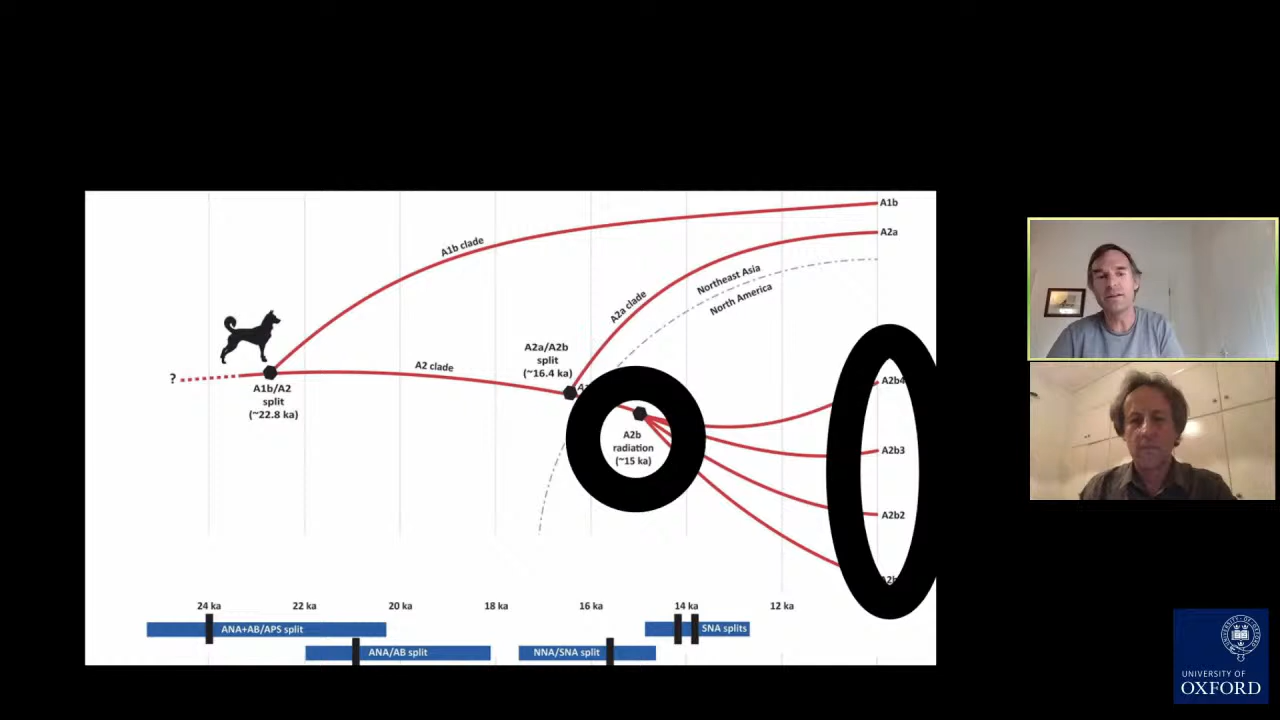 A1b
A1b clade
A2a
Northeast Asia
North America
A2a clade
A2a/A2b
split
(~16.4 ka)
A2 clade
?
A1b/A2
split
(~22.8 ka)
A2b
radiation
(~15 ka)
A2b4
A2b3
A2b2
24 ka
22 ka
20 ka
18 ka
16 ka
14 ka
12 ka
ANA+AB/APS split
SNA splits
ANA/AB split
NNA/SNA split
UNIVERSITY OF
OXFORD